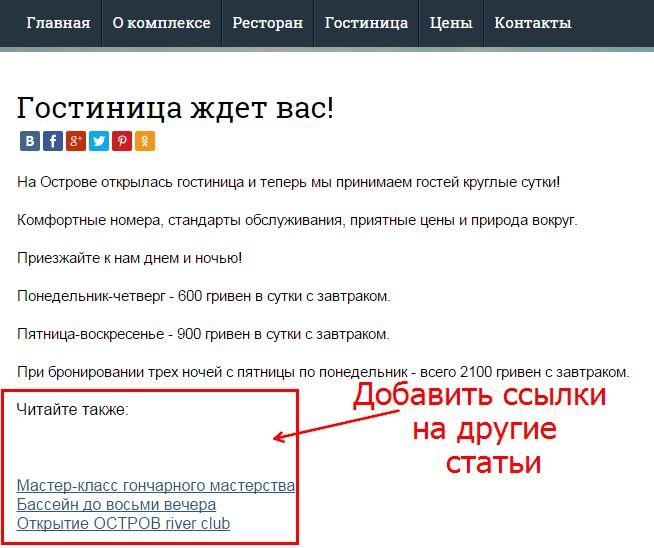 Главная О комплексе Ресторан Гостиница Цены Контакты
Гостиница ждет вас!
В f g+ p
На Острове открылась гостиница и теперь мы принимаем гостей круглые сутки!
Комфортные номера, стандарты обслуживания, приятные цены и природа вокруг.
Приезжайте к нам днем и ночью!
Понедельник-четверг - 600 гривен в сутки с завтраком.
Пятница-воскресенье - 900 гривен в сутки с завтраком.
При бронировании трех ночей с пятницы по понедельник - всего 2100 гривен с завтраком.
Читайте также:
Добавить ссылки
на другие
статьи
Мастер-класс гончарного мастерства
Бассейн до восьми вечера
Открытие ОСТРОВ river club